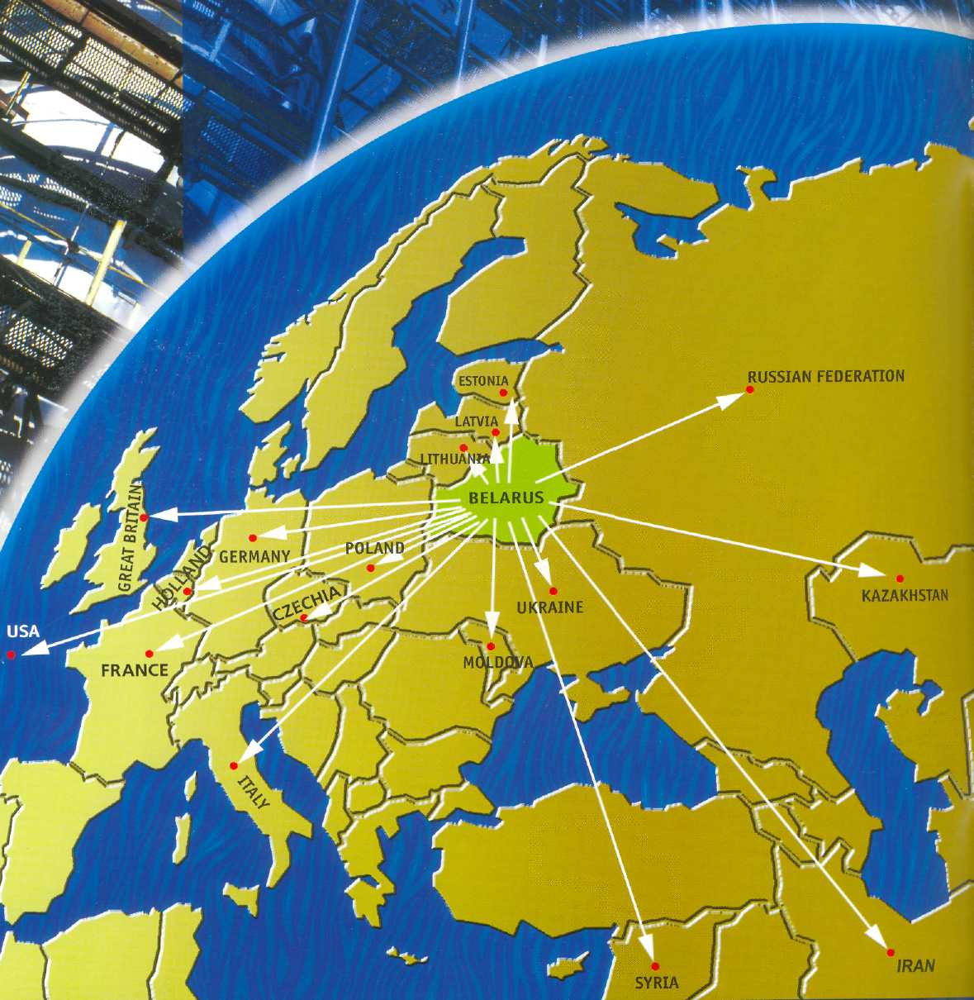 RUSSIAN FEDERATION
ESTONIA
LATVIA
LITHUANIA
BELARUS
GREAT BRITAIN
HOLLAND
GERMANY
POLAND
CZECHIA
UKRAINE
KAZAKHSTAN
USA
FRANCE
MOLDOVA
ITALY
SYRIA
IRAN